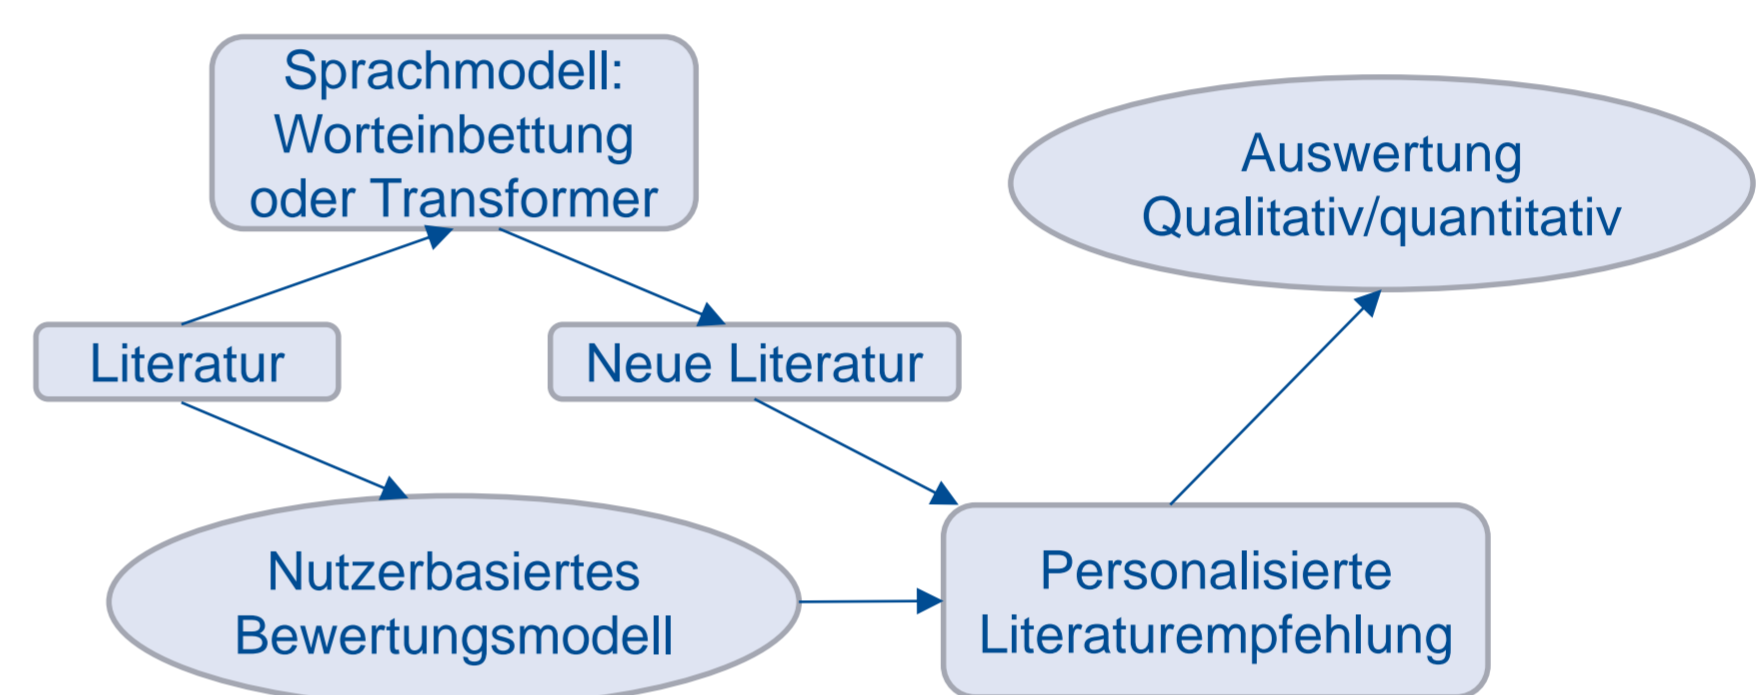 Sprachmodell:
Worteinbettung
oder Transformer
Auswertung
Qualitativ/quantitativ
Literatur
Neue Literatur
Nutzerbasiertes
Bewertungsmodell
Personalisierte
Literaturempfehlung